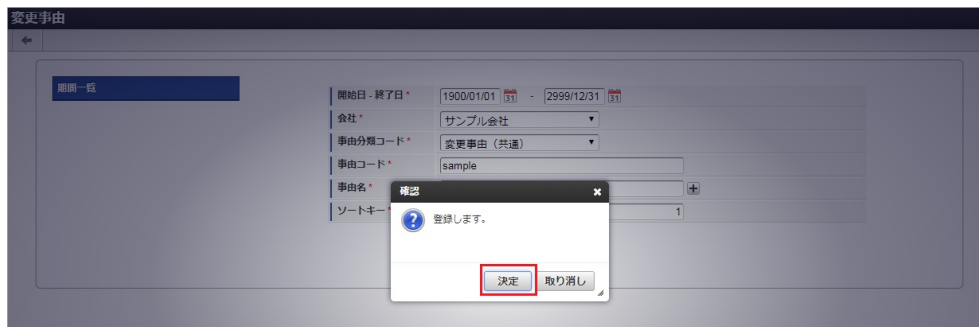 変更事由
期間一覧
開始日 - 終了日 * 1900/01/01 31 - 2999/12/31 31
会社 * サンプル会社
事由分類コード * 変更事由（共通）
事由コード * sample
事由名 *
ソートキー * 1
確認
登録します。
決定 取り消し